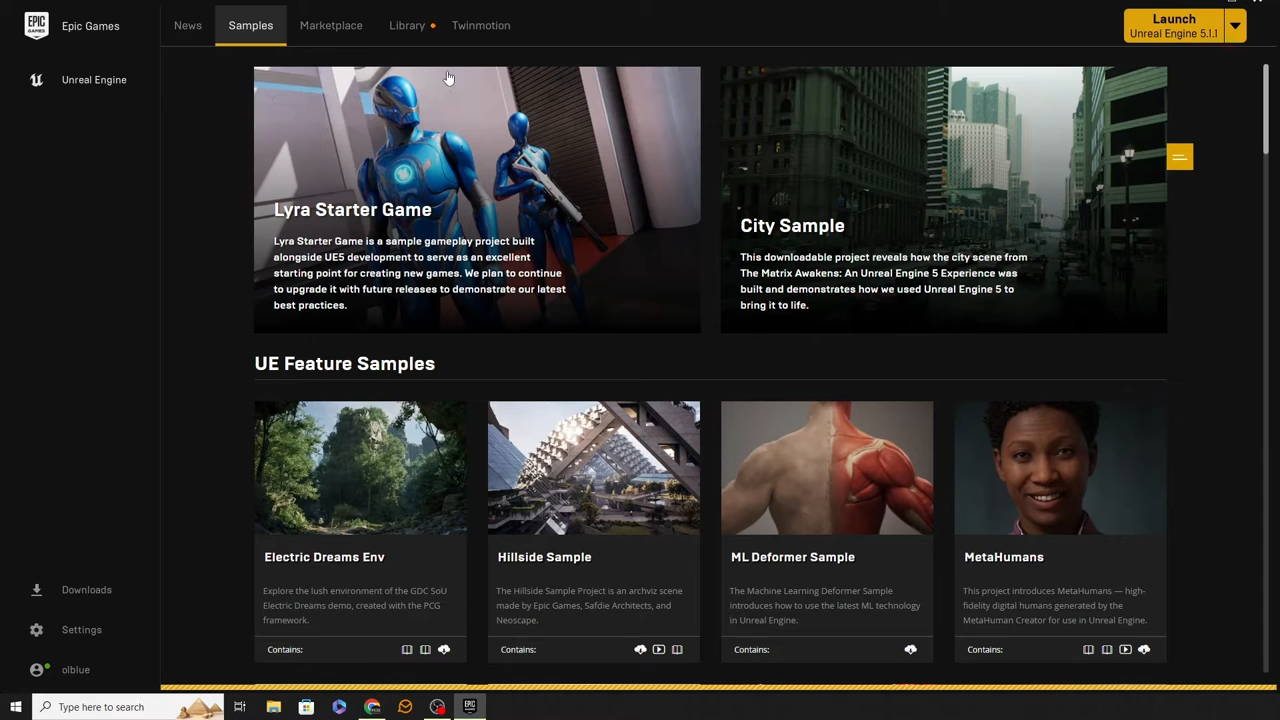 EPIC GAMES
Epic Games
News
Samples
Marketplace
Library
Twinmotion
Launch
Unreal Engine 5.1.1
Unreal Engine
Lyra Starter Game
Lyra Starter Game is a sample gameplay project built
alongside UE5 development to serve as an excellent
starting point for creating new games. We plan to continue
to upgrade it with future releases to demonstrate our latest
best practices.
City Sample
This downloadable project reveals how the city scene from
The Matrix Awakens: An Unreal Engine 5 Experience was
built and demonstrates how we used Unreal Engine 5 to
bring it to life.
UE Feature Samples
Electric Dreams Env
Explore the lush environment of the GDC SoU
Electric Dreams demo, created with the PCG
framework.
Contains:
Hillside Sample
The Hillside Sample Project is an archviz scene
made by Epic Games, Safdie Architects, and
Neoscape.
Contains:
ML Deformer Sample
The Machine Learning Deformer Sample
introduces how to use the latest ML technology
in Unreal Engine.
Contains:
MetaHumans
This project introduces MetaHumans — high-
fidelity digital humans generated by the
MetaHuman Creator for use in Unreal Engine.
Contains:
Downloads
Settings
olblue
Type here to search
EPIC